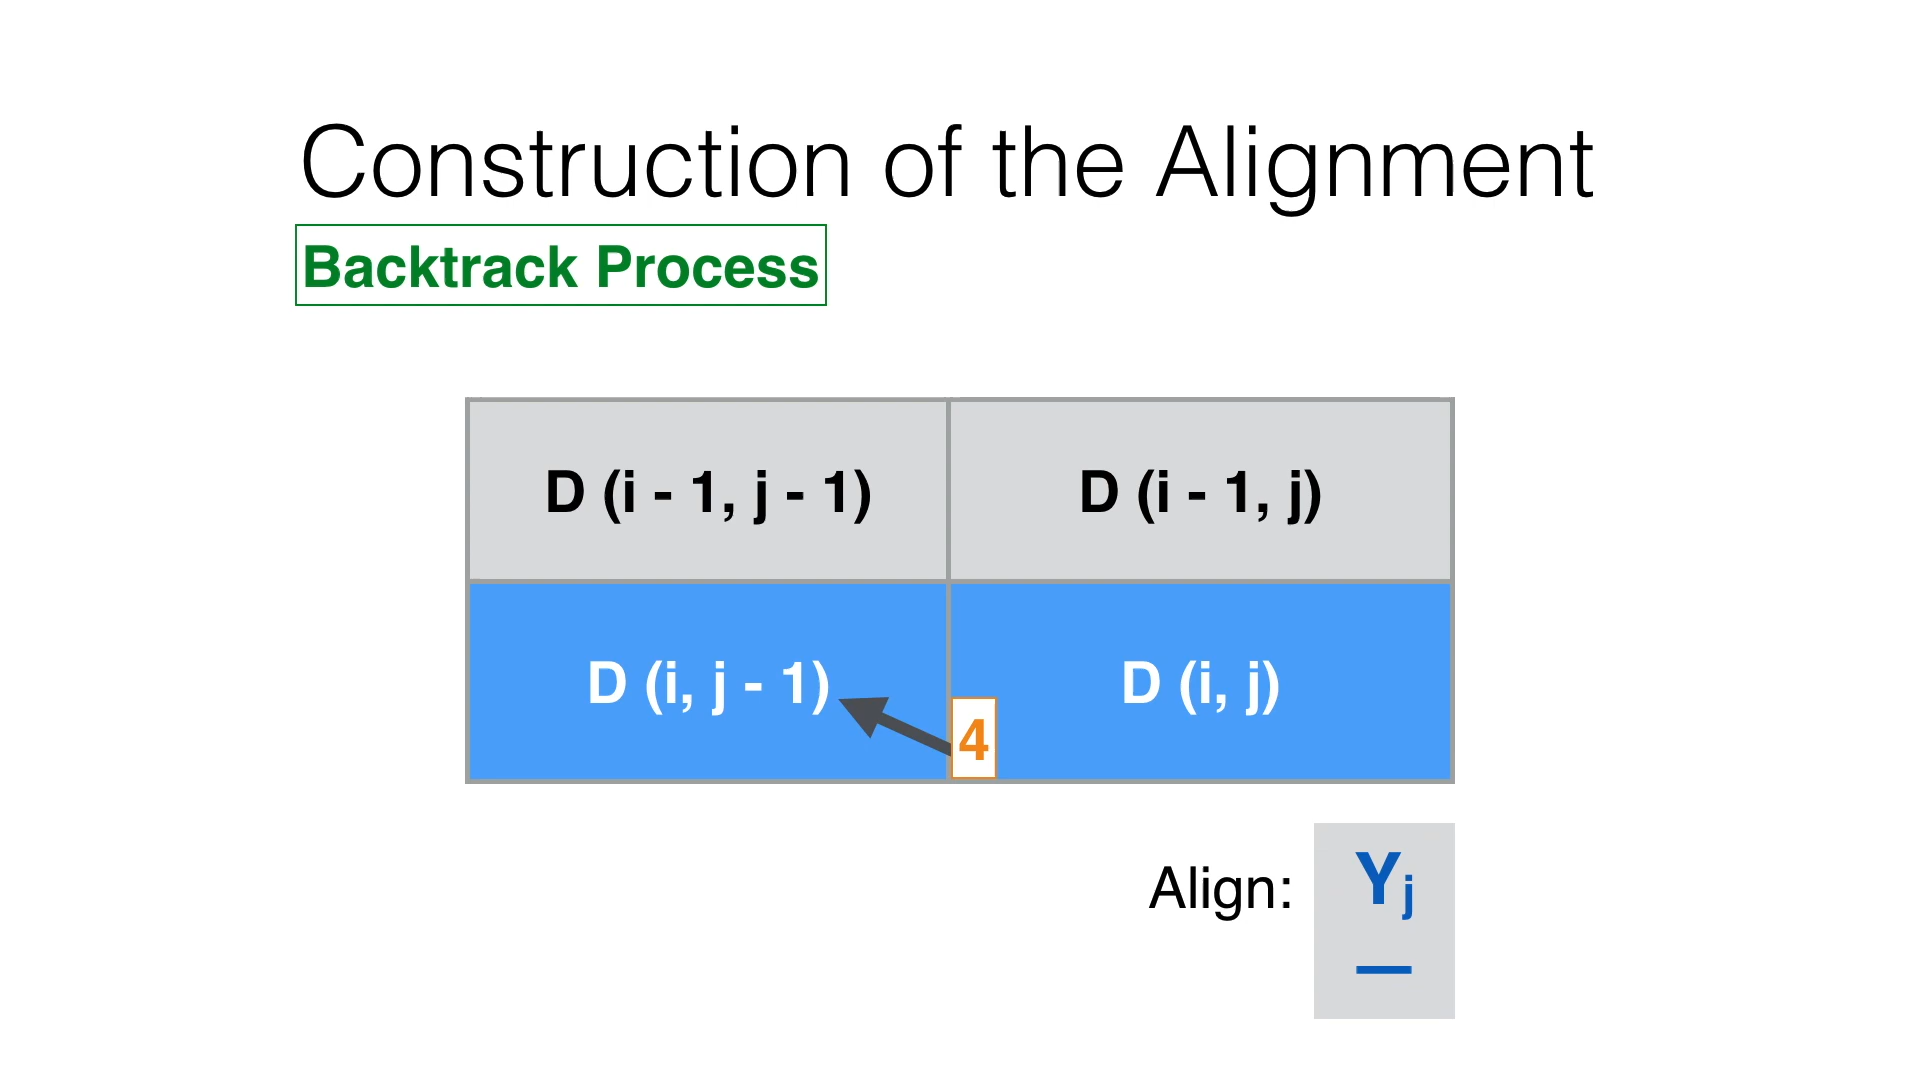 Construction of the Alignment
Backtrack Process
D (i - 1, j - 1) D (i - 1, j)
D (i, j - 1) D (i, j)
4
Align: Yj
—